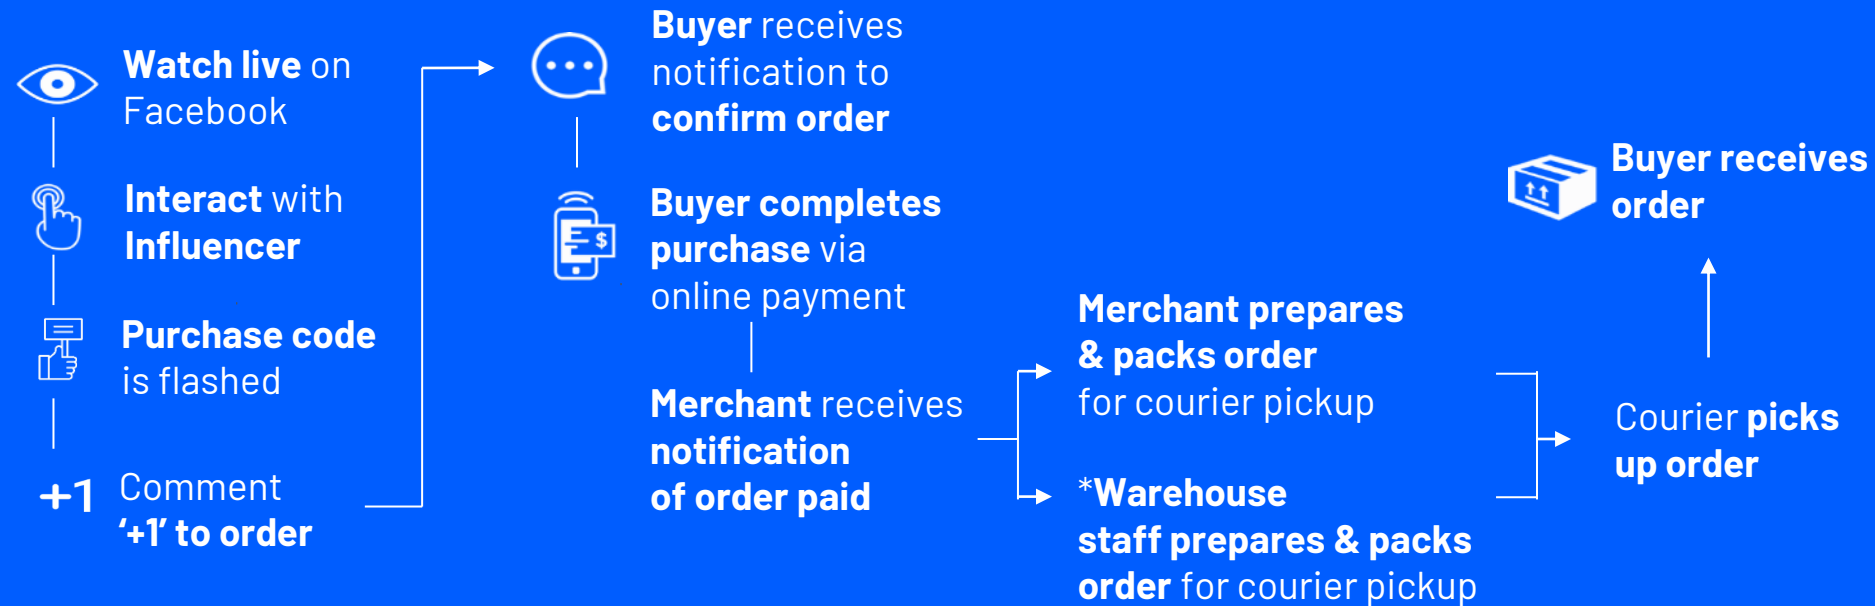 Watch live on
Facebook
Interact with
Influencer
Purchase code
is flashed
+1
Comment
‘+1’ to order
Buyer receives
notification to
confirm order
$
Buyer completes
purchase via
online payment
Merchant receives
notification
of order paid
Merchant prepares
& packs order
for courier pickup
*Warehouse
staff prepares & packs
order for courier pickup
Courier picks
up order
Buyer receives
order